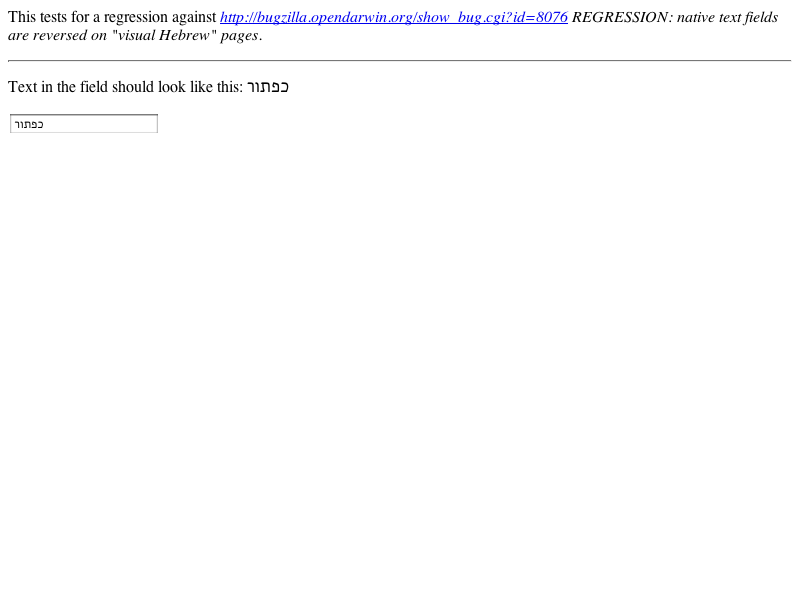 This tests for a regression against http://bugzilla.opendarwin.org/show_bug.cgi?id=8076 REGRESSION: native text fields
are reversed on "visual Hebrew" pages.
Text in the field should look like this: כפתור
כפתור